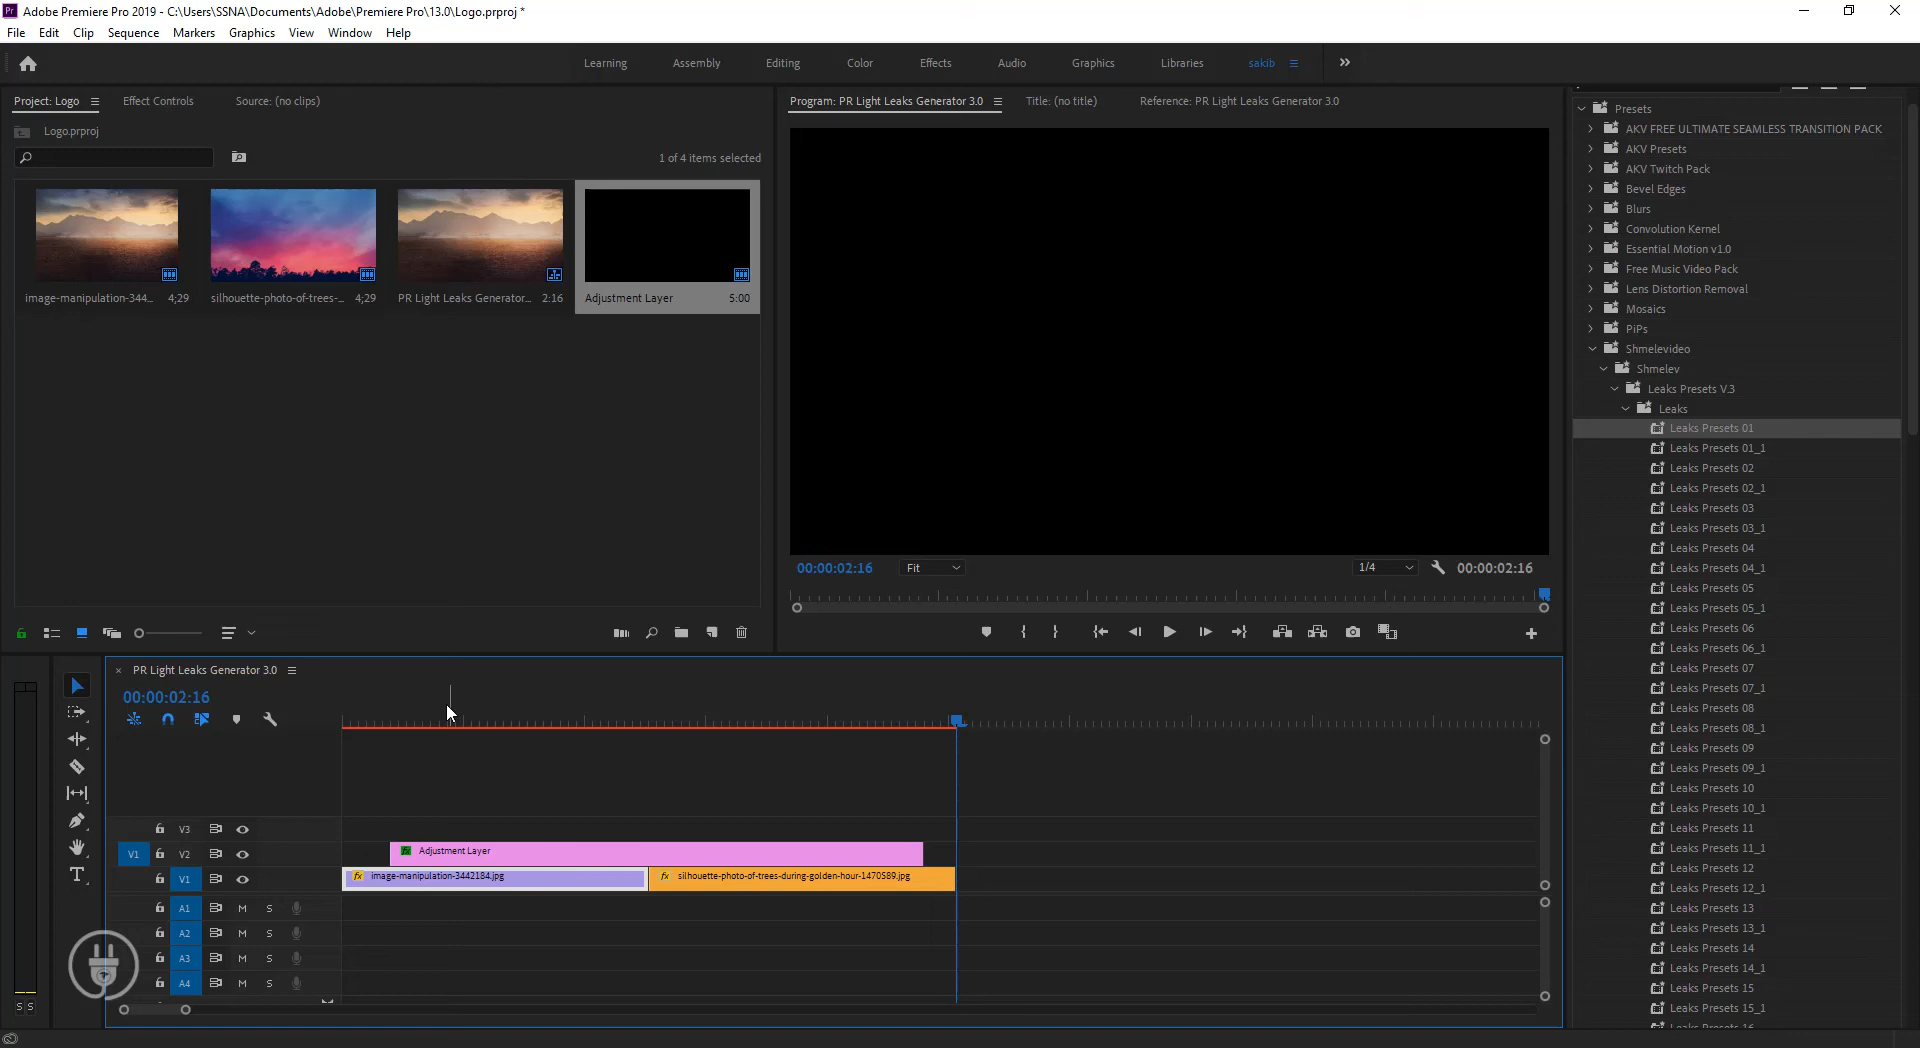 Adobe Premiere Pro 2019 - C:\Users\SSNA\Documents\Adobe\Premiere Pro\13.0\Logo.prproj *
File Edit Clip Sequence Markers Graphics View Window Help
Learning Assembly Editing Color Effects Audio Graphics Libraries sakib
Project: Logo Effect Controls Source: (no clips)
Logo.prproj
1 of 4 items selected
image-manipulation-344... 4;29
silhouette-photo-of-trees-... 4;29
PR Light Leaks Generator... 2:16
Adjustment Layer 5:00
Program: PR Light Leaks Generator 3.0 Title: (no title) Reference: PR Light Leaks Generator 3.0
00:00:02:16 Fit 1/4 00:00:02:16
Presets
AKV FREE ULTIMATE SEAMLESS TRANSITION PACK
AKV Presets
AKV Twitch Pack
Bevel Edges
Blurs
Convolution Kernel
Essential Motion v1.0
Free Music Video Pack
Lens Distortion Removal
Mosaics
PiPs
Shmelevideo
Shmelev
Leaks Presets V.3
Leaks
Leaks Presets 01
Leaks Presets 01_1
Leaks Presets 02
Leaks Presets 02_1
Leaks Presets 03
Leaks Presets 03_1
Leaks Presets 04
Leaks Presets 04_1
Leaks Presets 05
Leaks Presets 05_1
Leaks Presets 06
Leaks Presets 06_1
Leaks Presets 07
Leaks Presets 07_1
Leaks Presets 08
Leaks Presets 08_1
Leaks Presets 09
Leaks Presets 09_1
Leaks Presets 10
Leaks Presets 10_1
Leaks Presets 11
Leaks Presets 11_1
Leaks Presets 12
Leaks Presets 12_1
Leaks Presets 13
Leaks Presets 13_1
Leaks Presets 14
Leaks Presets 14_1
Leaks Presets 15
Leaks Presets 15_1
Leaks Presets 16
PR Light Leaks Generator 3.0
00:00:02:16
V3
V1 V2 fx Adjustment Layer
V1 fx image-manipulation-3442184.jpg fx silhouette-photo-of-trees-during-golden-hour-1470589.jpg
A1 M S
A2 M S
A3 M S
A4 M S
S S